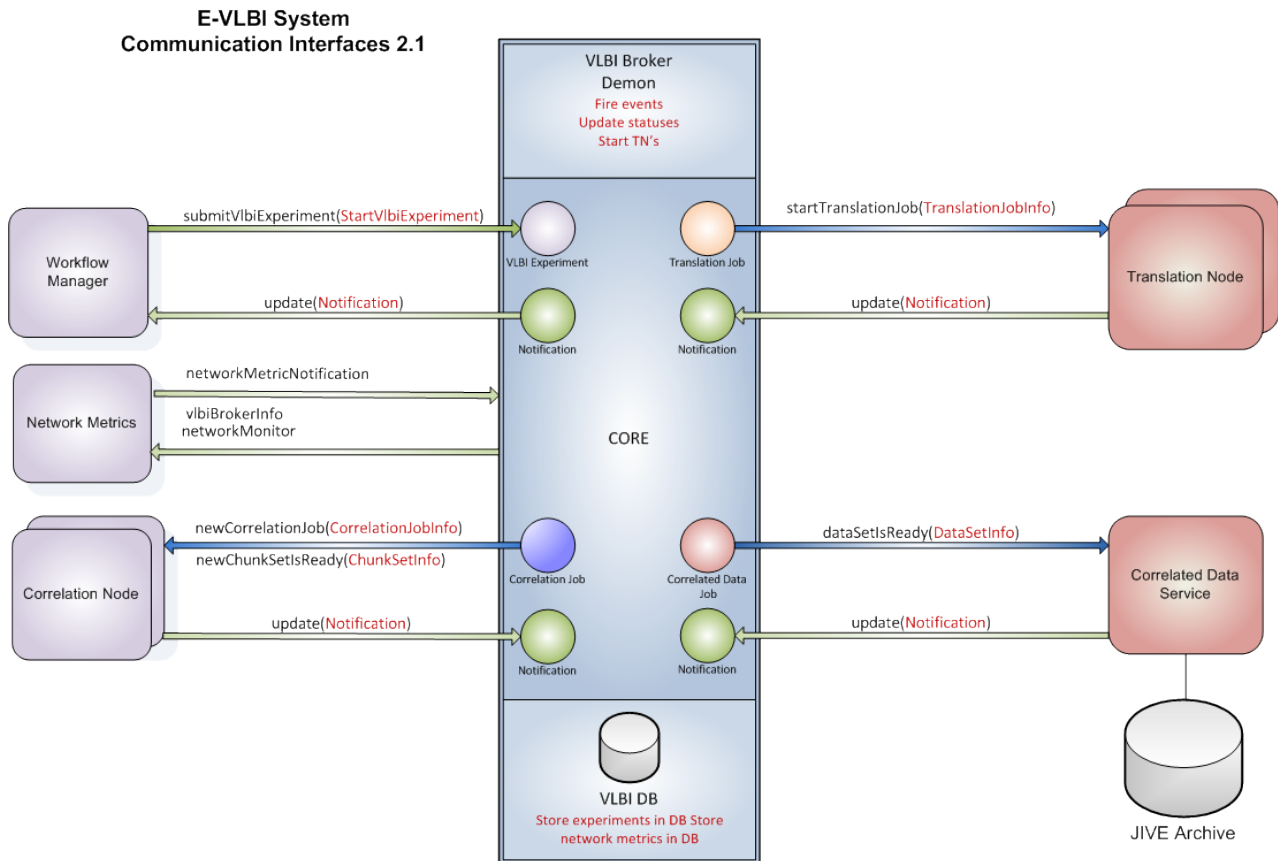 E-VLBI System
Communication Interfaces 2.1
VLBI Broker
Demon
Fire events
Update statuses
Start TN's
submitVlbiExperiment(StartVlbiExperiment)
startTranslationJob(TranslationJobInfo)
Workflow
Manager
VLBI Experiment
Translation Job
Translation Node
update(Notification)
update(Notification)
Notification
Notification
networkMetricNotification
Network Metrics
vlbiBrokerInfo
networkMonitor
CORE
newCorrelationJob(CorrelationJobInfo)
dataSetIsReady(DataSetInfo)
newChunkSetIsReady(ChunkSetInfo)
Correlation Node
Correlation Job
Correlated Data
Job
Correlated Data
Service
update(Notification)
update(Notification)
Notification
Notification
VLBI DB
Store experiments in DB Store
network metrics in DB
JIVE Archive